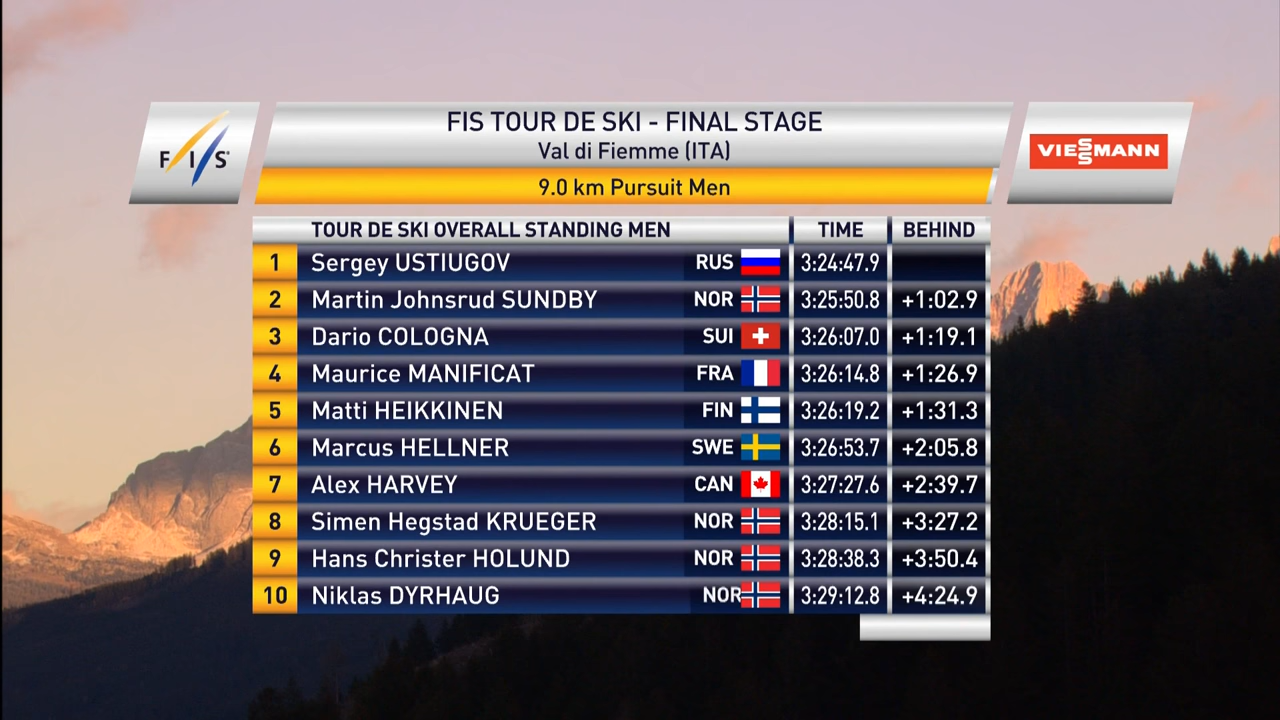 FIS
FIS TOUR DE SKI - FINAL STAGE
Val di Fiemme (ITA)
9.0 km Pursuit Men
VIESSMANN
TOUR DE SKI OVERALL STANDING MEN TIME BEHIND
1 Sergey USTIUGOV RUS 3:24:47.9
2 Martin Johnsrud SUNDBY NOR 3:25:50.8 +1:02.9
3 Dario COLOGNA SUI 3:26:07.0 +1:19.1
4 Maurice MANIFICAT FRA 3:26:14.8 +1:26.9
5 Matti HEIKKINEN FIN 3:26:19.2 +1:31.3
6 Marcus HELLNER SWE 3:26:53.7 +2:05.8
7 Alex HARVEY CAN 3:27:27.6 +2:39.7
8 Simen Hegstad KRUEGER NOR 3:28:15.1 +3:27.2
9 Hans Christer HOLUND NOR 3:28:38.3 +3:50.4
10 Niklas DYRHAUG NOR 3:29:12.8 +4:24.9